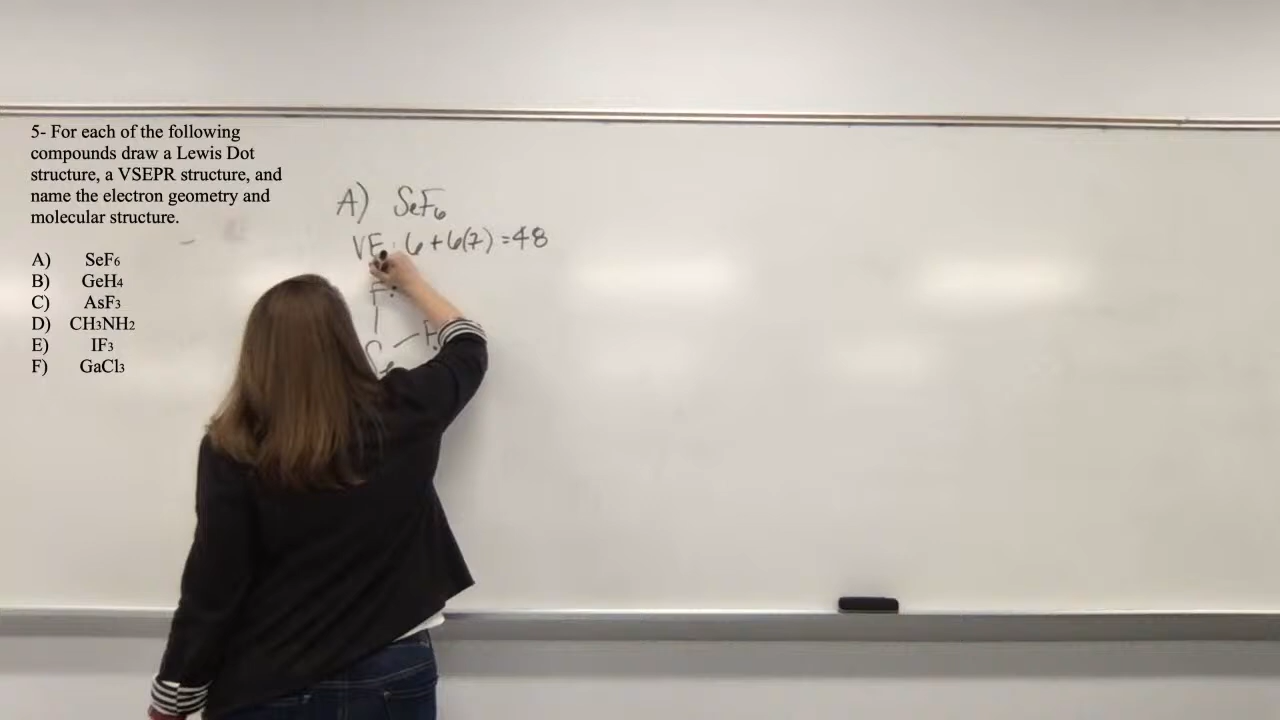 5- For each of the following
compounds draw a Lewis Dot
structure, a VSEPR structure, and
name the electron geometry and
molecular structure.
A) SeF₆
B) GeH₄
C) AsF₃
D) CH₃NH₂
E) IF₃
F) GaCl₃
A) SeF₆
VE: 6+6(7)=48
F
F
Se